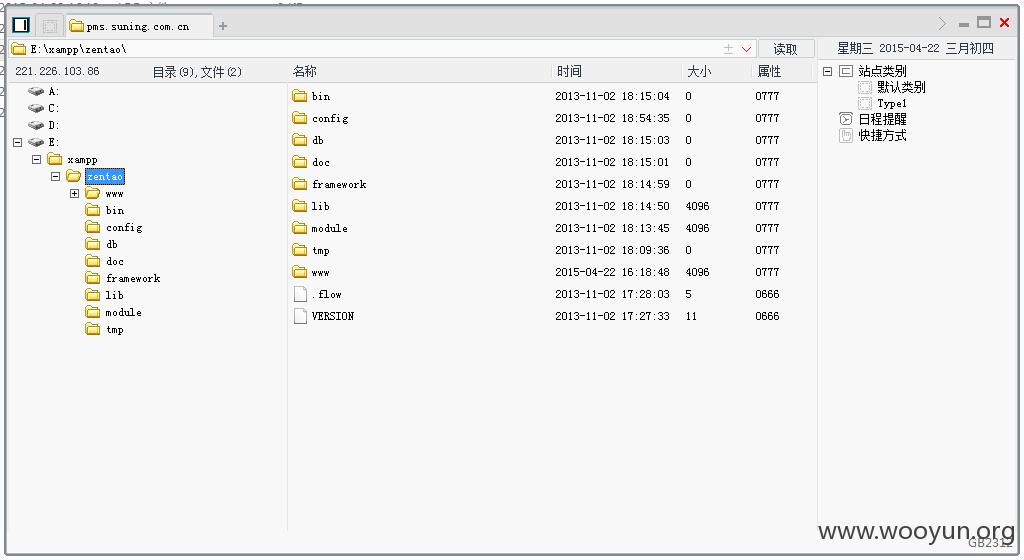 pms.suning.com.cn
E:\xampp\zentao\ 读取 星期三 2015-04-22 三月初四
221.226.103.86 目录(9),文件(2) 名称 时间 大小 属性
A:
C:
D:
E:
xampp
zentao
www
bin
config
db
doc
framework
lib
module
tmp
bin 2013-11-02 18:15:04 0 0777
config 2013-11-02 18:54:35 0 0777
db 2013-11-02 18:15:03 0 0777
doc 2013-11-02 18:15:01 0 0777
framework 2013-11-02 18:14:59 0 0777
lib 2013-11-02 18:14:50 4096 0777
module 2013-11-02 18:13:45 4096 0777
tmp 2013-11-02 18:09:36 0 0777
www 2015-04-22 16:18:48 4096 0777
.flow 2013-11-02 17:28:03 5 0666
VERSION 2013-11-02 17:27:33 11 0666
站点类别
默认类别
Type1
日程提醒
快捷方式
www.wooyun.org
GB2312